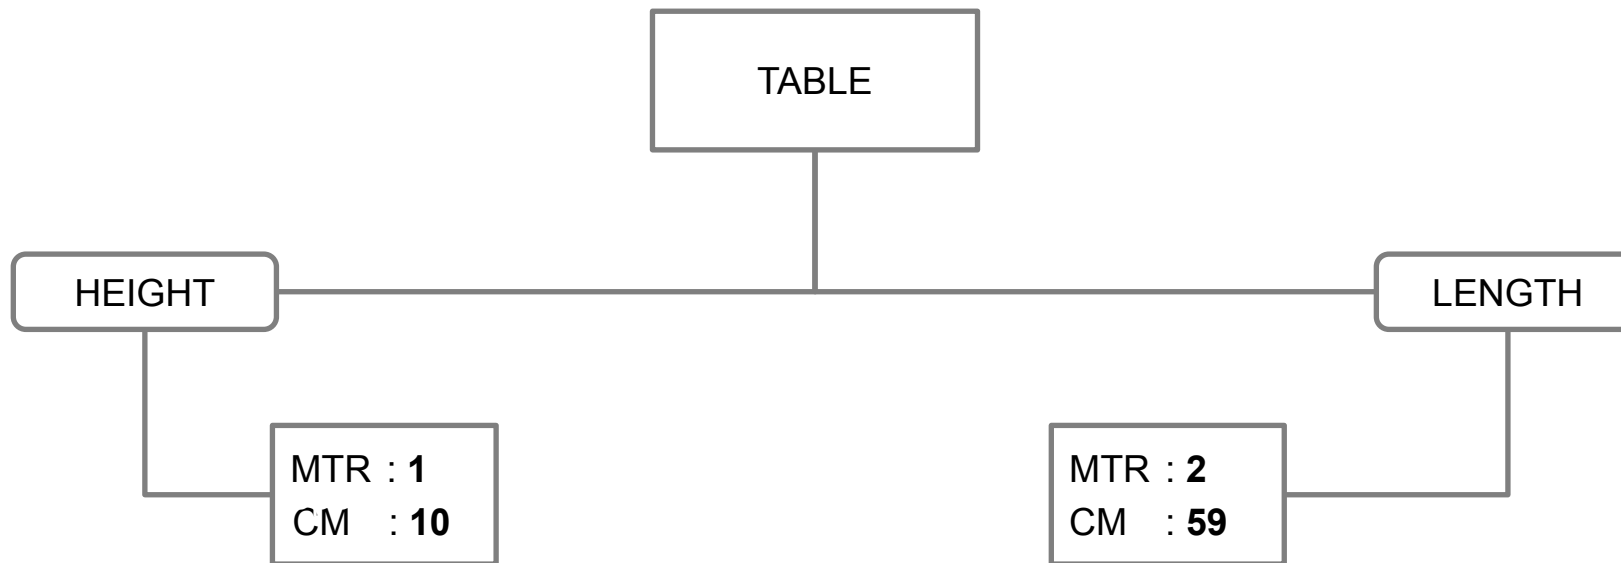 TABLE
HEIGHT
LENGTH
MTR : 1
CM : 10
MTR : 2
CM : 59